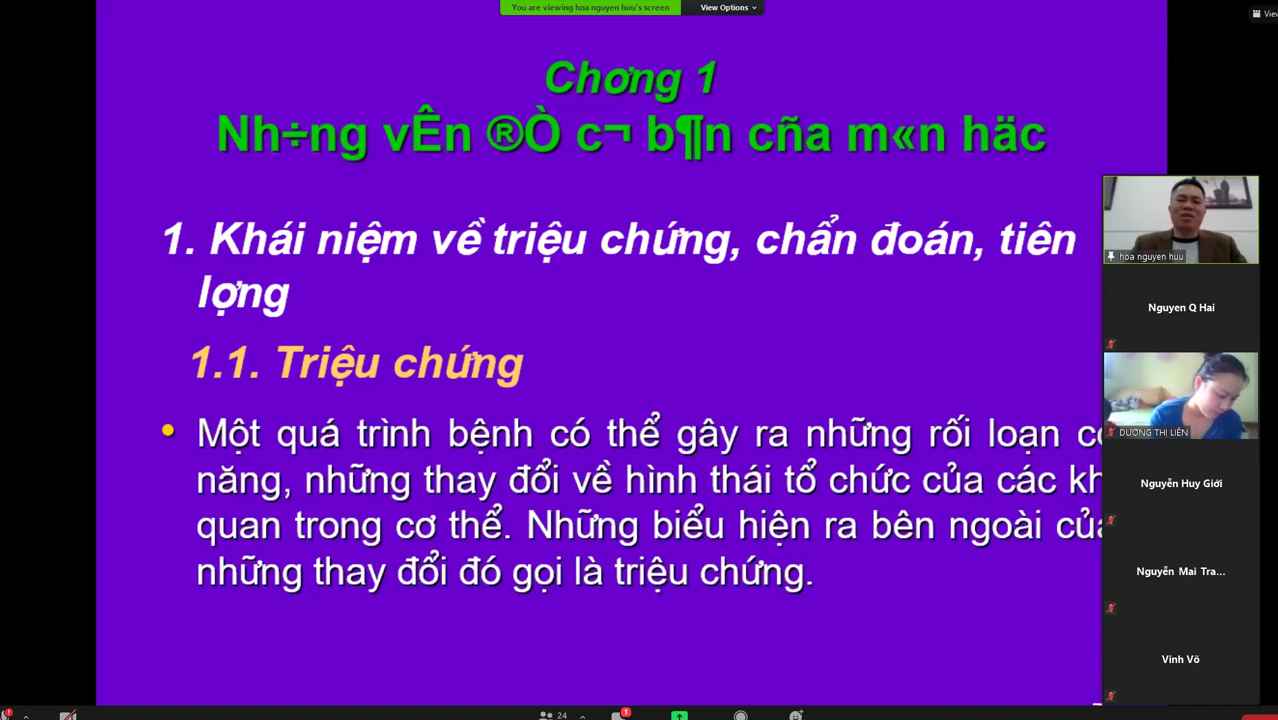 You are viewing hoa nguyen huu's screen
View Options
View
Chơng 1
Nh÷ng vÊn ®Ò c¬ b¶n cña m«n häc
1. Khái niệm về triệu chứng, chẩn đoán, tiên
lợng
1.1. Triệu chứng
• Một quá trình bệnh có thể gây ra những rối loạn
năng, những thay đổi về hình thái tổ chức của các
quan trong cơ thể. Những biểu hiện ra bên ngoài của
những thay đổi đó gọi là triệu chứng.
hoa nguyen huu
Nguyen Q Hai
DƯƠNG THỊ LIÊN
Nguyễn Huy Giới
Nguyễn Mai Tra...
Vinh Võ
24
1